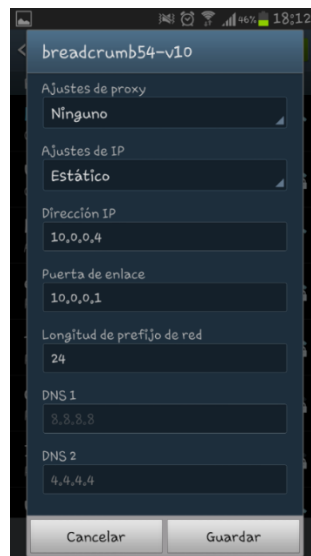 46% 18:12
breadcrumb54-v10
Ajustes de proxy
Ninguno
Ajustes de IP
Estático
Dirección IP
10.0.0.4
Puerta de enlace
10.0.0.1
Longitud de prefijo de red
24
DNS 1
8.8.8.8
DNS 2
4.4.4.4
Cancelar Guardar